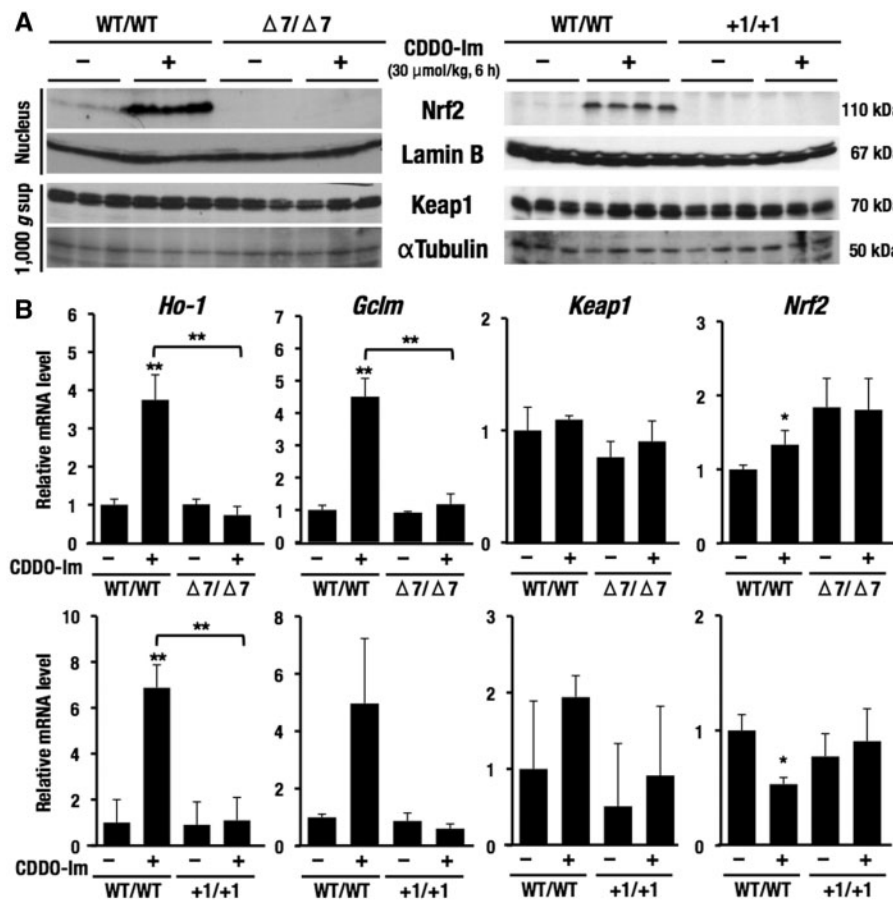 A
WT/WT Δ7/Δ7 CDDO-Im WT/WT +1/+1
− + − + (30 μmol/kg, 6 h) − + − +
Nucleus
Nrf2 110 kDa
Lamin B 67 kDa
1,000 g sup
Keap1 70 kDa
αTubulin 50 kDa
B
Ho-1 Gclm Keap1 Nrf2
Relative mRNA level
6 7 2 3
5 6
4 5 2
3 4 1
2 3 1
1 2
0 1 0 0
0
** ** ** ** *
− + − + − + − + − + − + − + − +
CDDO-Im
WT/WT Δ7/Δ7 WT/WT Δ7/Δ7 WT/WT Δ7/Δ7 WT/WT Δ7/Δ7
Relative mRNA level
10 8 3 2
8 6 2
6 4 1
4 2 1
2
0 0 0 0
** ** *
− + − + − + − + − + − + − + − +
CDDO-Im
WT/WT +1/+1 WT/WT +1/+1 WT/WT +1/+1 WT/WT +1/+1